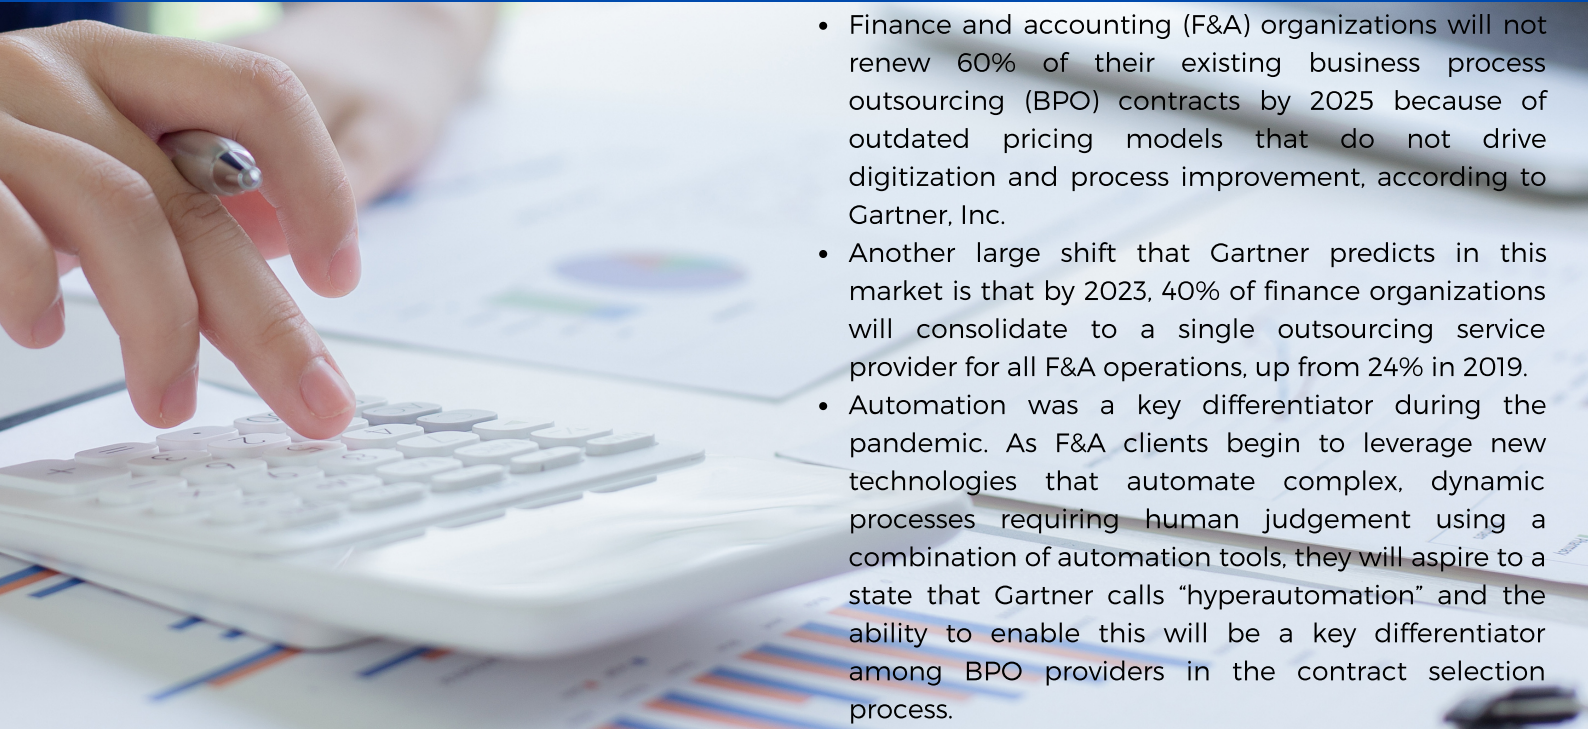 • Finance and accounting (F&A) organizations will not
renew 60% of their existing business process
outsourcing (BPO) contracts by 2025 because of
outdated pricing models that do not drive
digitization and process improvement, according to
Gartner, Inc.
• Another large shift that Gartner predicts in this
market is that by 2023, 40% of finance organizations
will consolidate to a single outsourcing service
provider for all F&A operations, up from 24% in 2019.
• Automation was a key differentiator during the
pandemic. As F&A clients begin to leverage new
technologies that automate complex, dynamic
processes requiring human judgement using a
combination of automation tools, they will aspire to a
state that Gartner calls “hyperautomation” and the
ability to enable this will be a key differentiator
among BPO providers in the contract selection
process.